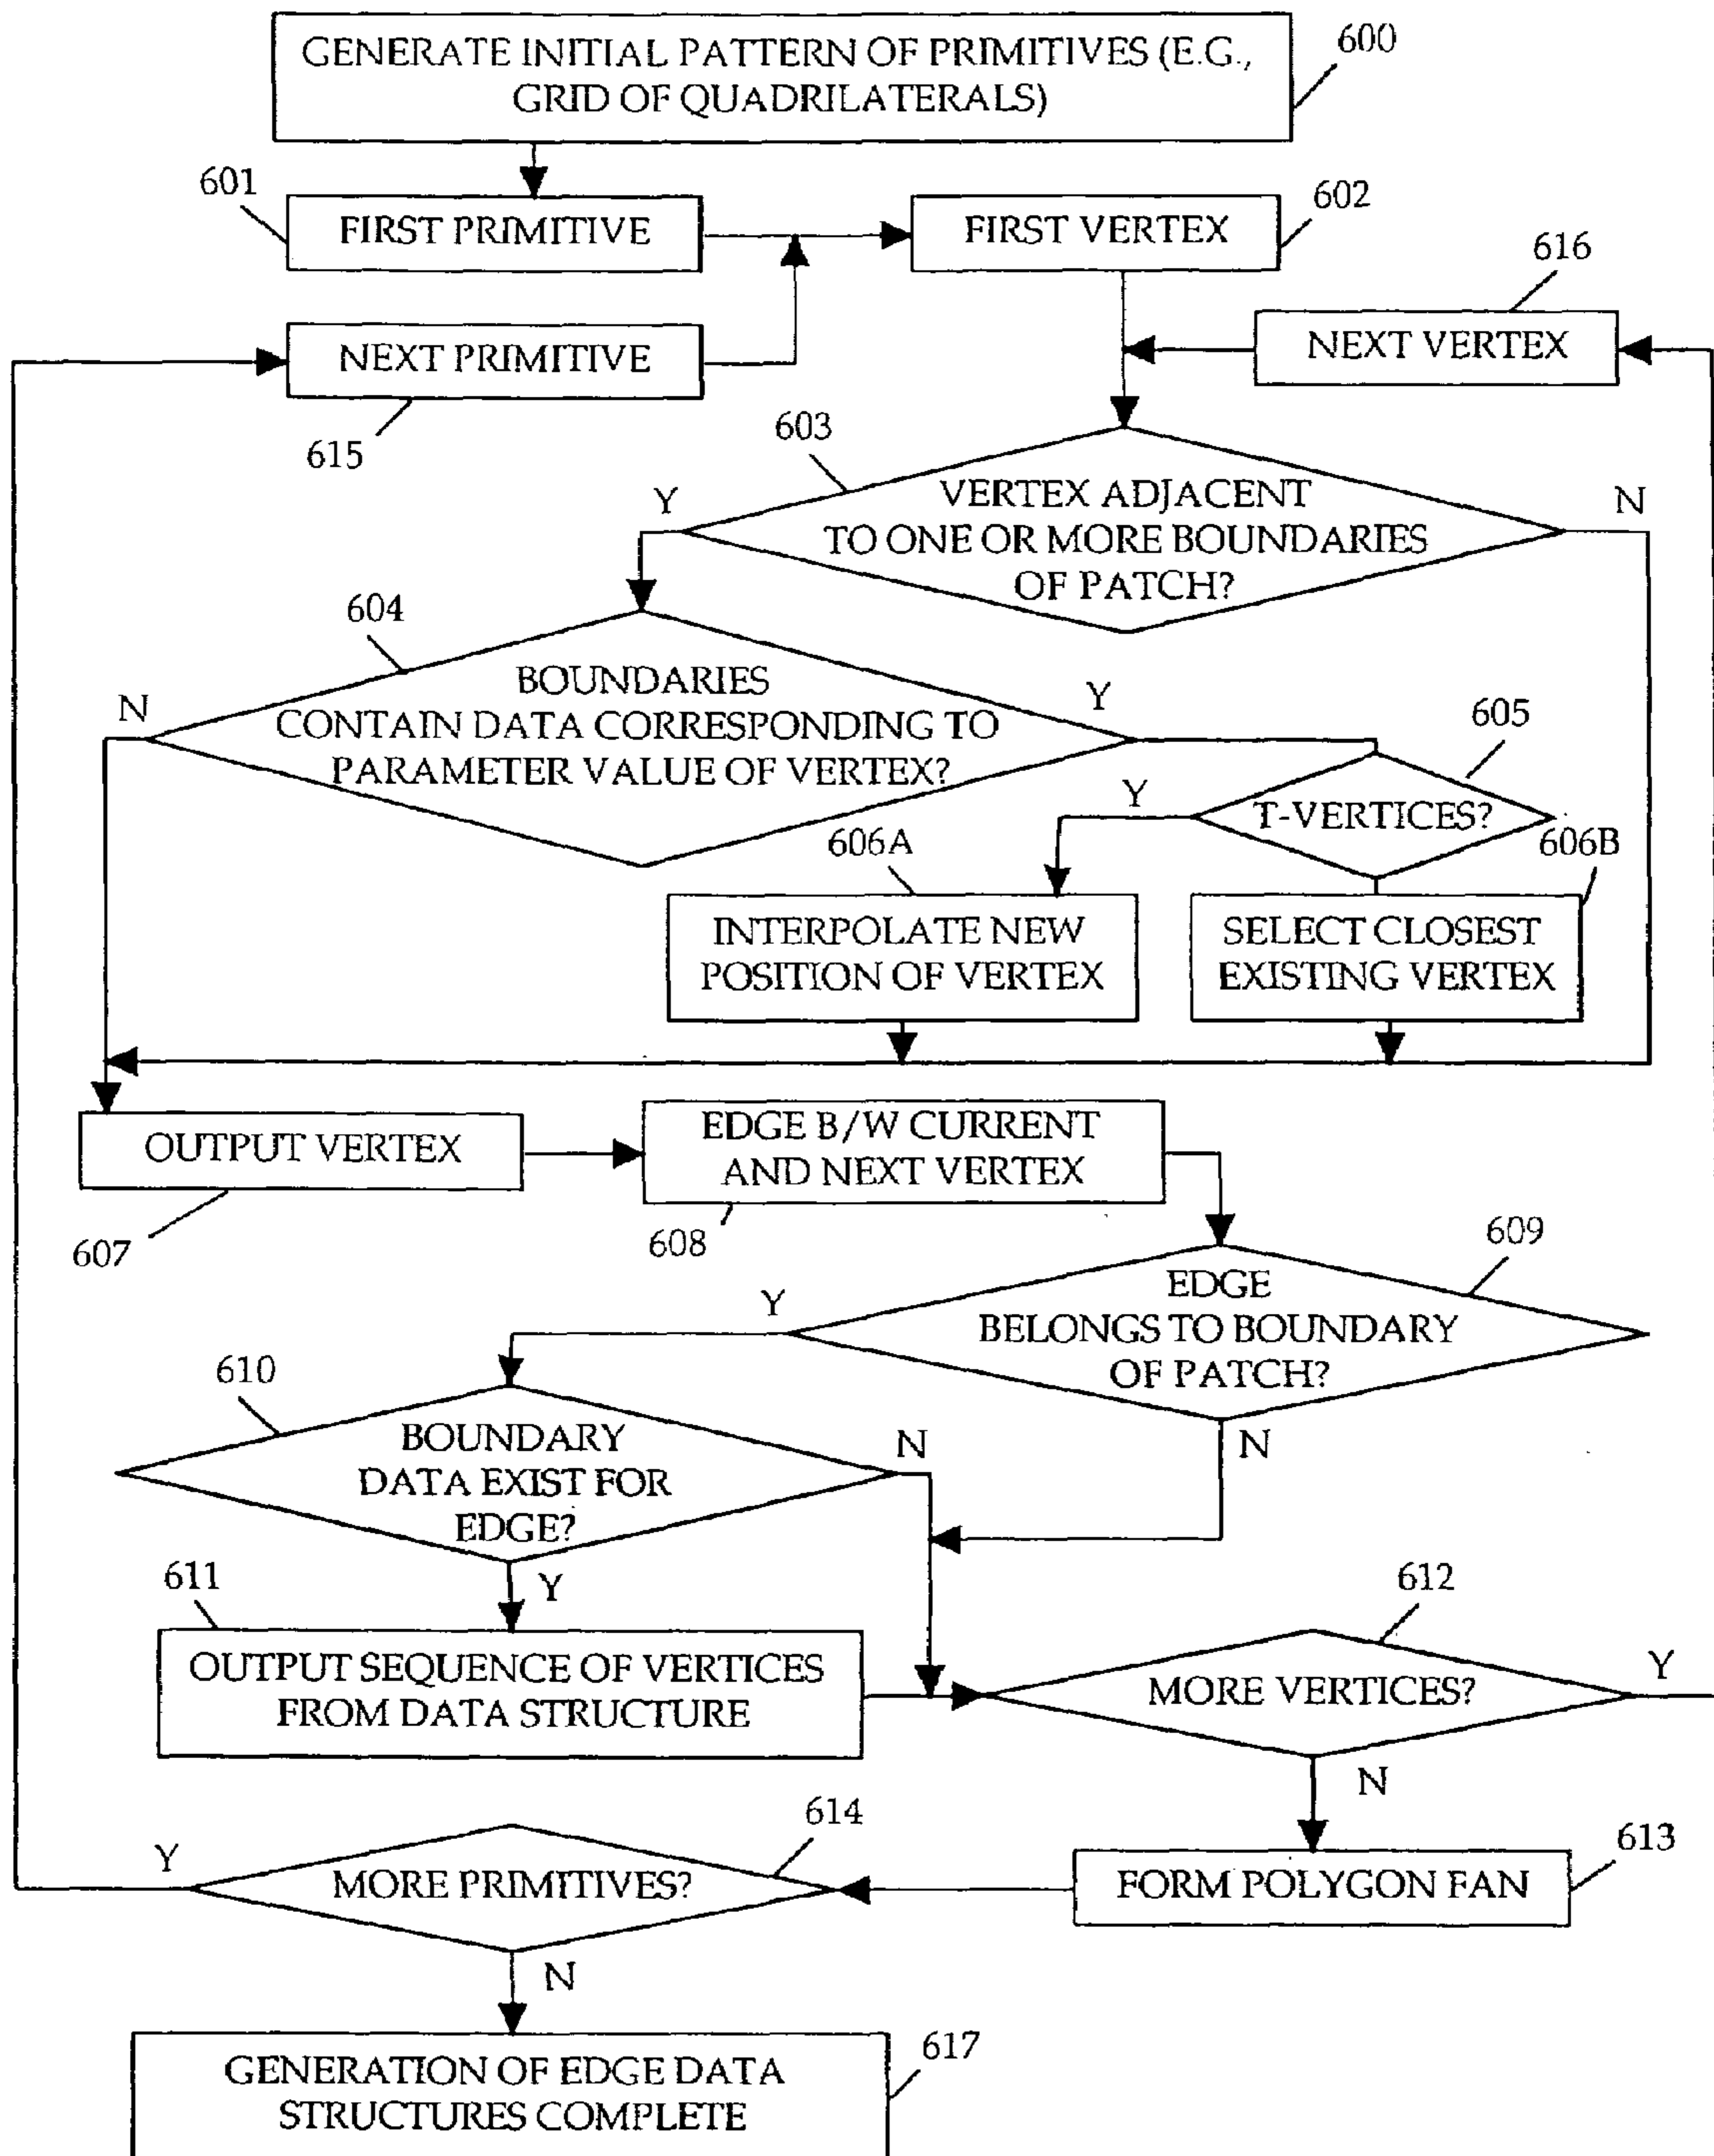 GENERATE INITIAL PATTERN OF PRIMITIVES (E.G.,
GRID OF QUADRILATERALS)
600
601
FIRST PRIMITIVE
FIRST VERTEX
602
616
NEXT PRIMITIVE
NEXT VERTEX
615
603
Y
VERTEX ADJACENT
TO ONE OR MORE BOUNDARIES
OF PATCH?
N
604
N
BOUNDARIES
CONTAIN DATA CORRESPONDING TO
PARAMETER VALUE OF VERTEX?
Y
605
Y
T-VERTICES?
606A
606B
INTERPOLATE NEW
POSITION OF VERTEX
SELECT CLOSEST
EXISTING VERTEX
OUTPUT VERTEX
607
EDGE B/W CURRENT
AND NEXT VERTEX
608
609
Y
EDGE
BELONGS TO BOUNDARY
OF PATCH?
N
610
BOUNDARY
DATA EXIST FOR
EDGE?
N
Y
611
OUTPUT SEQUENCE OF VERTICES
FROM DATA STRUCTURE
612
MORE VERTICES?
Y
N
614
Y
MORE PRIMITIVES?
FORM POLYGON FAN
613
N
GENERATION OF EDGE DATA
STRUCTURES COMPLETE
617